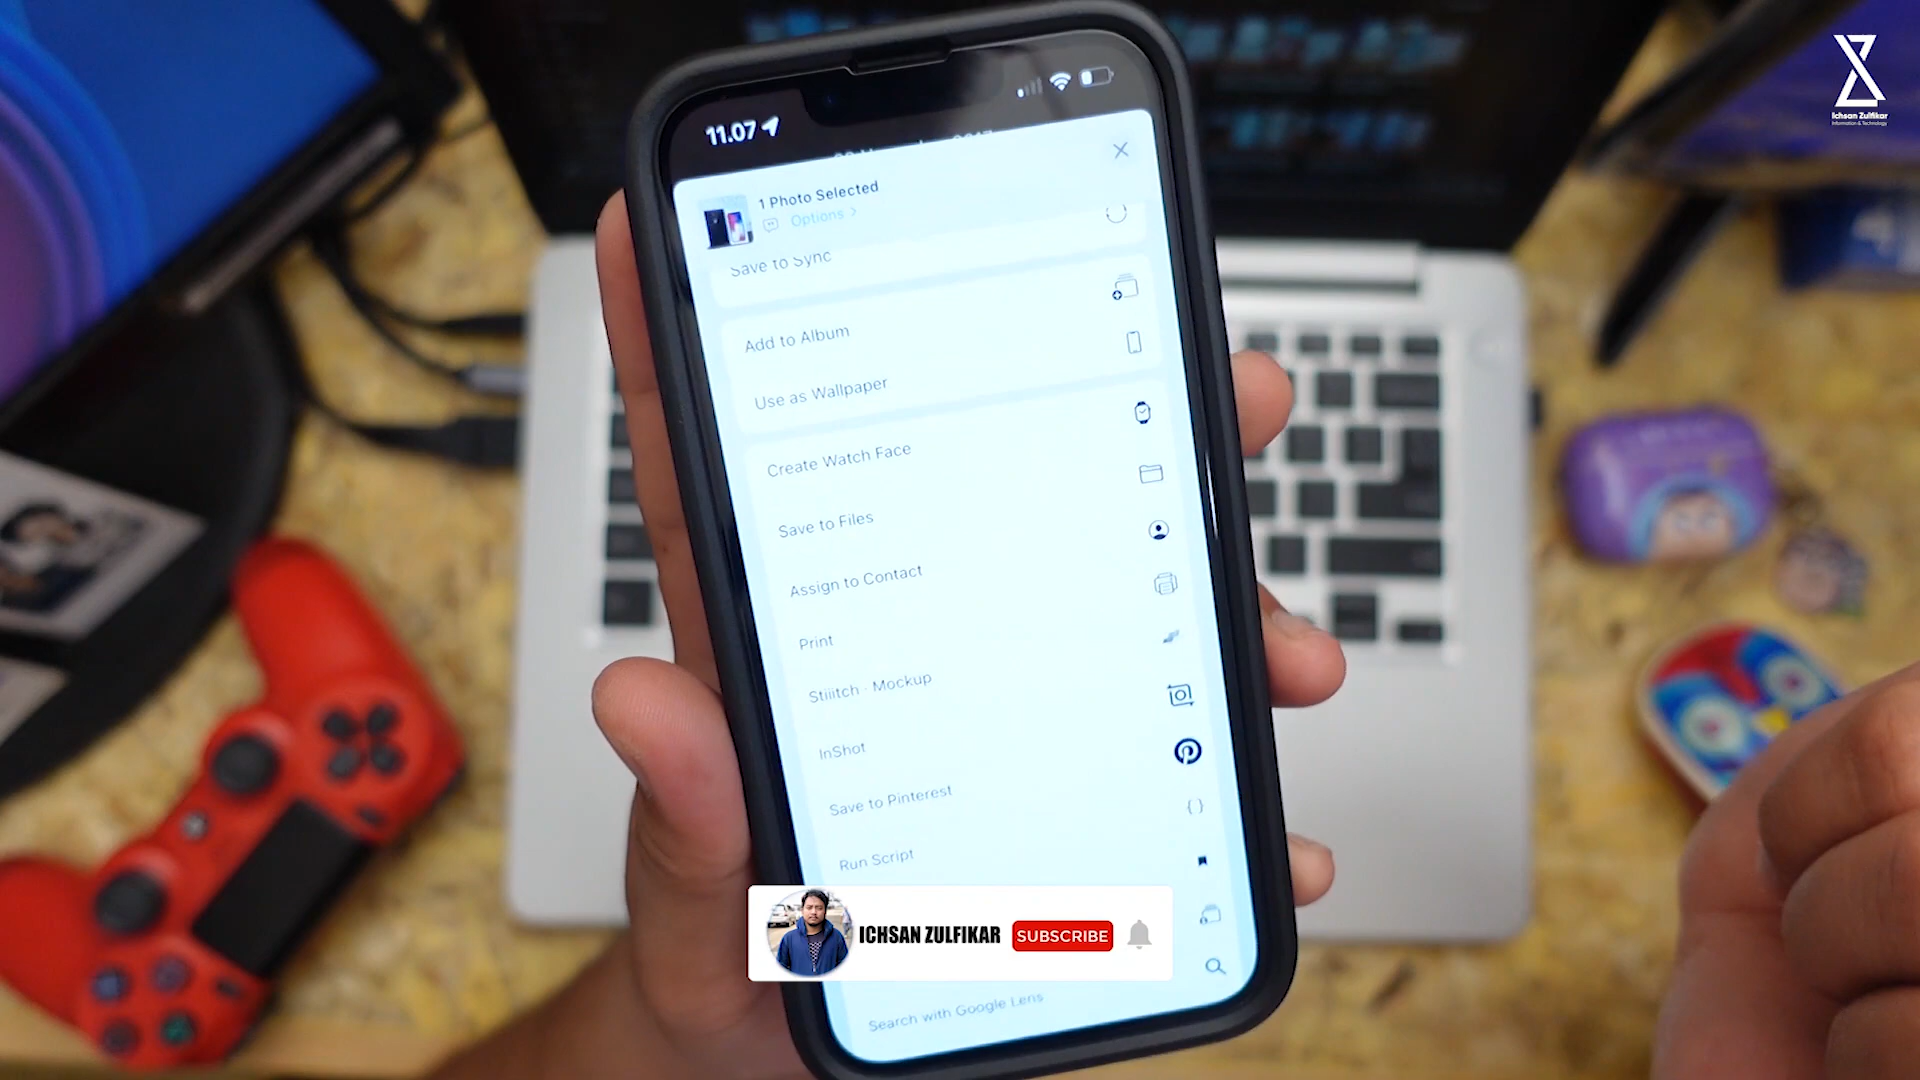 Ichsan Zulfikar
Information & Technology
11.07
1 Photo Selected
Options
Save to Sync
Add to Album
Use as Wallpaper
Create Watch Face
Save to Files
Assign to Contact
Print
Stiiitch · Mockup
InShot
Save to Pinterest
Run Script
ICHSAN ZULFIKAR
SUBSCRIBE
Search with Google Lens